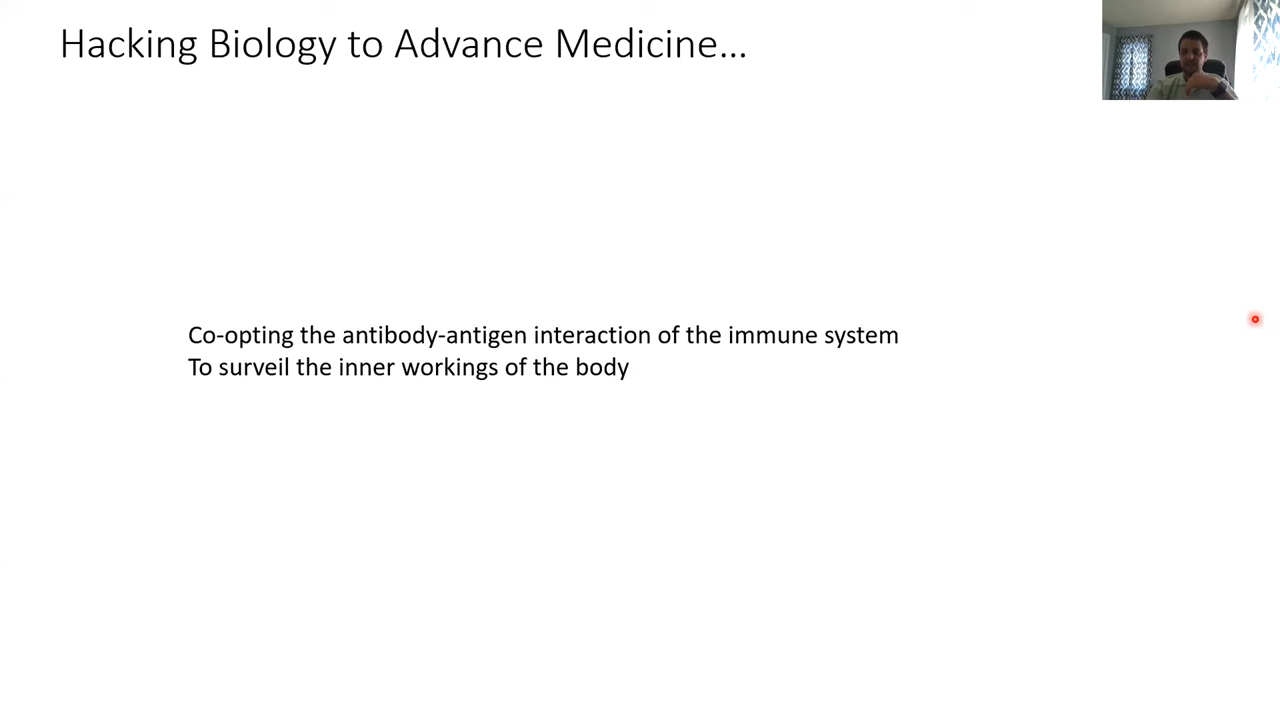 Hacking Biology to Advance Medicine...
Co-opting the antibody-antigen interaction of the immune system
To surveil the inner workings of the body